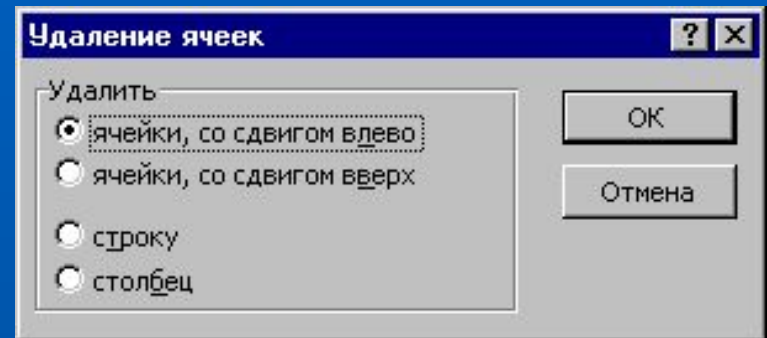 Удаление ячеек
Удалить
ячейки, со сдвигом влево
ячейки, со сдвигом вверх
строку
столбец
ОК
Отмена